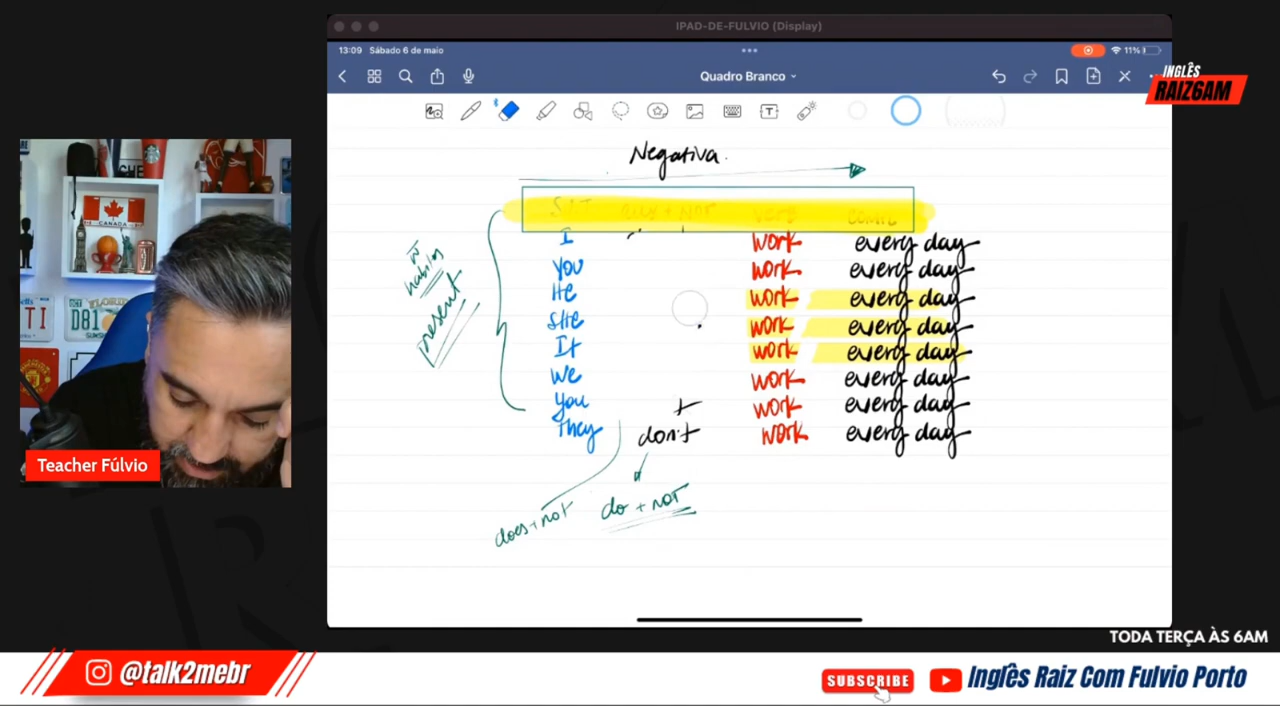 IPAD-DE-FULVIO (Display)
13:09 Sábado 6 de maio
11%
Quadro Branco
INGLÊS
RAIZ6AM
Negativa.
I work every day
You work every day
He work every day
She work every day
It work every day
We work every day
You work every day
They don't work every day
present
does + not
do + not
CANADA
Teacher Fúlvio
TODA TERÇA ÀS 6AM
@talk2mebr
SUBSCRIBE
Inglês Raiz Com Fulvio Porto